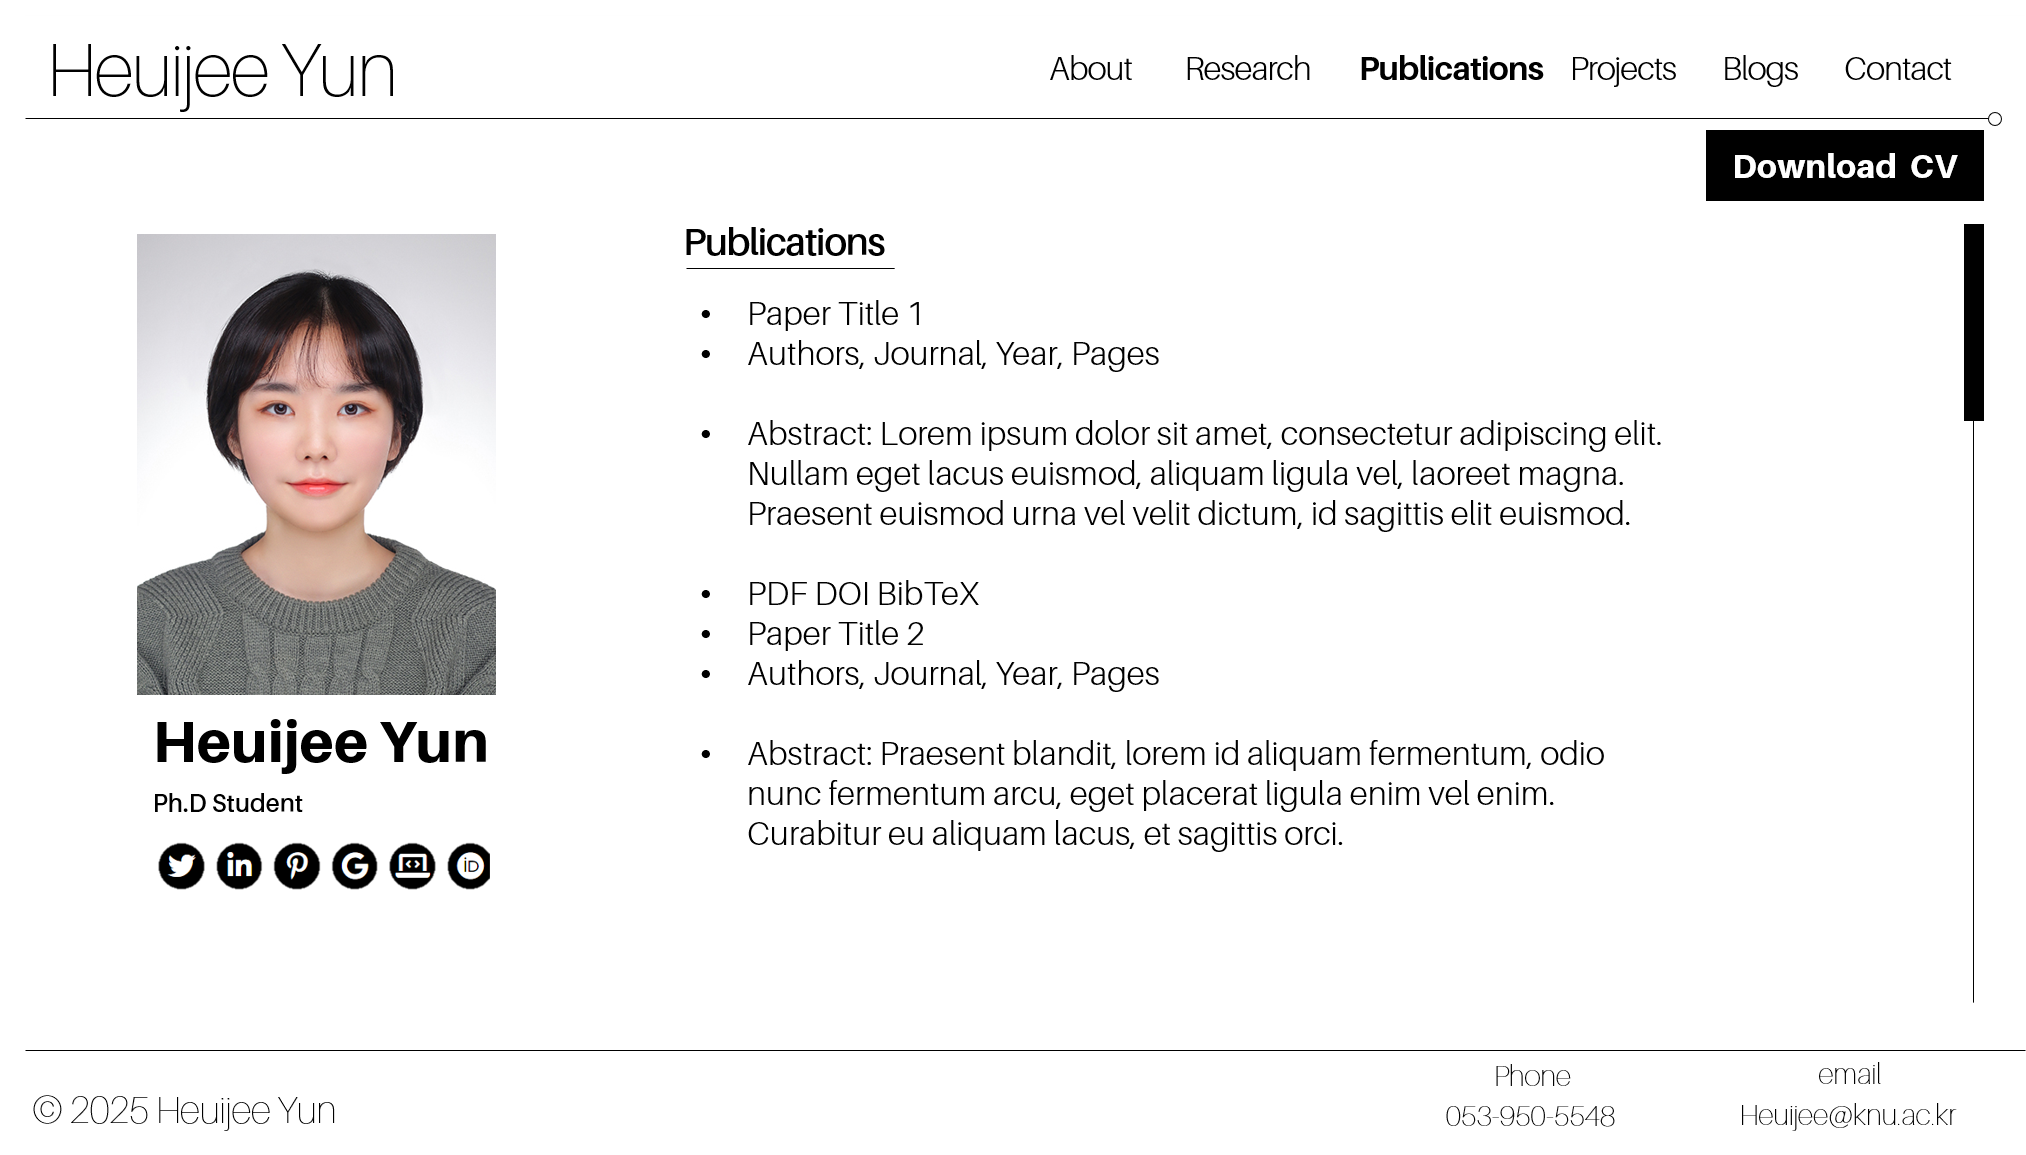 Heuijee Yun
About Research Publications Projects Blogs Contact
Download CV
Publications
• Paper Title 1
• Authors, Journal, Year, Pages
• Abstract: Lorem ipsum dolor sit amet, consectetur adipiscing elit.
Nullam eget lacus euismod, aliquam ligula vel, laoreet magna.
Praesent euismod urna vel velit dictum, id sagittis elit euismod.
• PDF DOI BibTeX
• Paper Title 2
• Authors, Journal, Year, Pages
• Abstract: Praesent blandit, lorem id aliquam fermentum, odio
nunc fermentum arcu, eget placerat ligula enim vel enim.
Curabitur eu aliquam lacus, et sagittis orci.
Heuijee Yun
Ph.D Student
in G iD
© 2025 Heuijee Yun
Phone
053-950-5548
email
Heuijee@knu.ac.kr